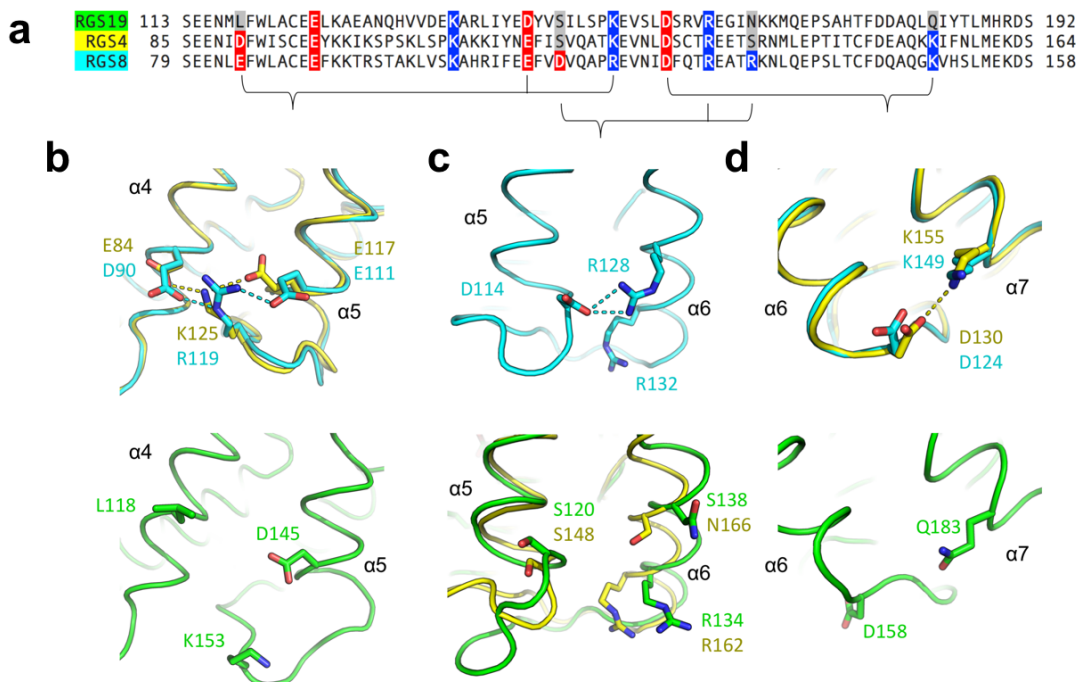 a
RGS19 113 SEENMLFWLACEELKAEANQHVVDEKARLIYEDYVSILSPKEVSLDSRVREGINKKMQEPSAHTFDDAQLQIYTLMHRDS 192
RGS4 85 SEENIDFWISCEEYKKIKSPSKLSPKAKKIYNEFISVQATKEVNLDSCTREETSRNMLEPTITCFDEAQKKIFNLMEKDS 164
RGS8 79 SEENLEFWLACEEFKKTRSTAKLVSKAHRIFEEFVDVQAPREVNIDFQTREATRKNLQEPSLTCFDQAQGKVHSLMEKDS 158
b
α4
E84
D90
E117
E111
α5
K125
R119
c
α5
R128
D114
α6
R132
d
K155
K149
α6
α7
D130
D124
α4
L118
D145
α5
K153
α5
S120
S148
S138
N166
α6
R134
R162
α6
Q183
α7
D158